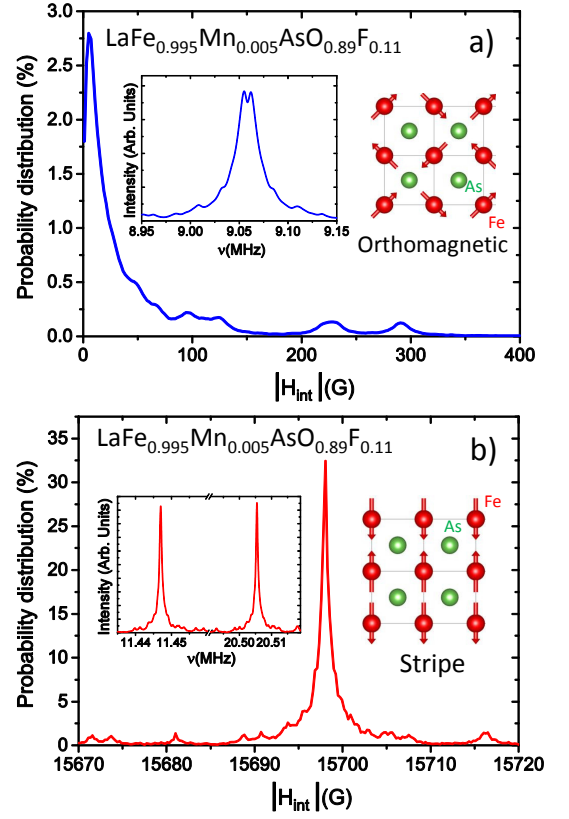 LaFe0.995Mn0.005AsO0.89F0.11
a)
Probability distribution (%)
3.0
2.5
2.0
1.5
1.0
0.5
0.0
Intensity (Arb. Units)
8.95 9.00 9.05 9.10 9.15
ν(MHz)
As
Fe
Orthomagnetic
0 100 200 300 400
|Hint|(G)
LaFe0.995Mn0.005AsO0.89F0.11
b)
Probability distribution (%)
35
30
25
20
15
10
5
0
Intensity (Arb. Units)
11.44 11.45 20.50 20.51
ν(MHz)
Fe
As
Stripe
15670 15680 15690 15700 15710 15720
|Hint|(G)